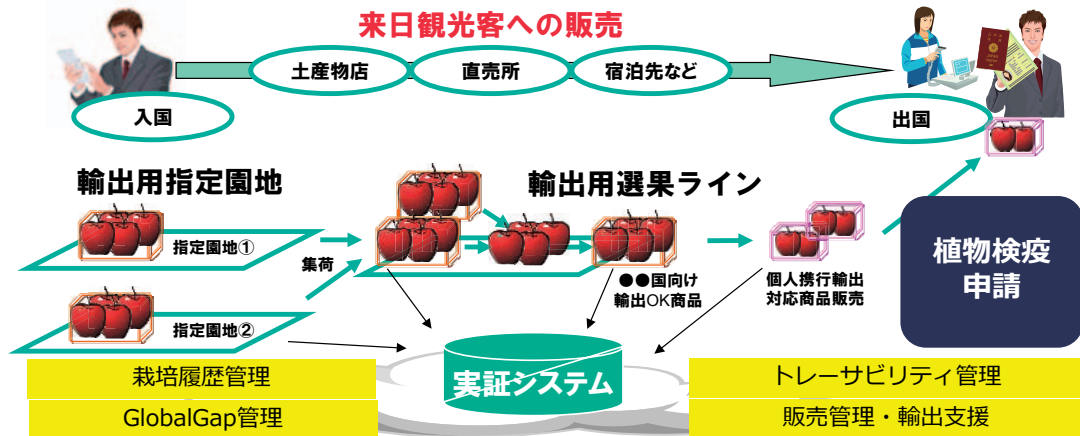 来日観光客への販売
土産物店
直売所
宿泊先など
入国
出国
輸出用指定園地
輸出用選果ライン
指定園地①
集荷
指定園地②
●●国向け
輸出OK商品
個人携行輸出
対応商品販売
植物検疫
申請
実証システム
栽培履歴管理
GlobalGap管理
トレーサビリティ管理
販売管理・輸出支援